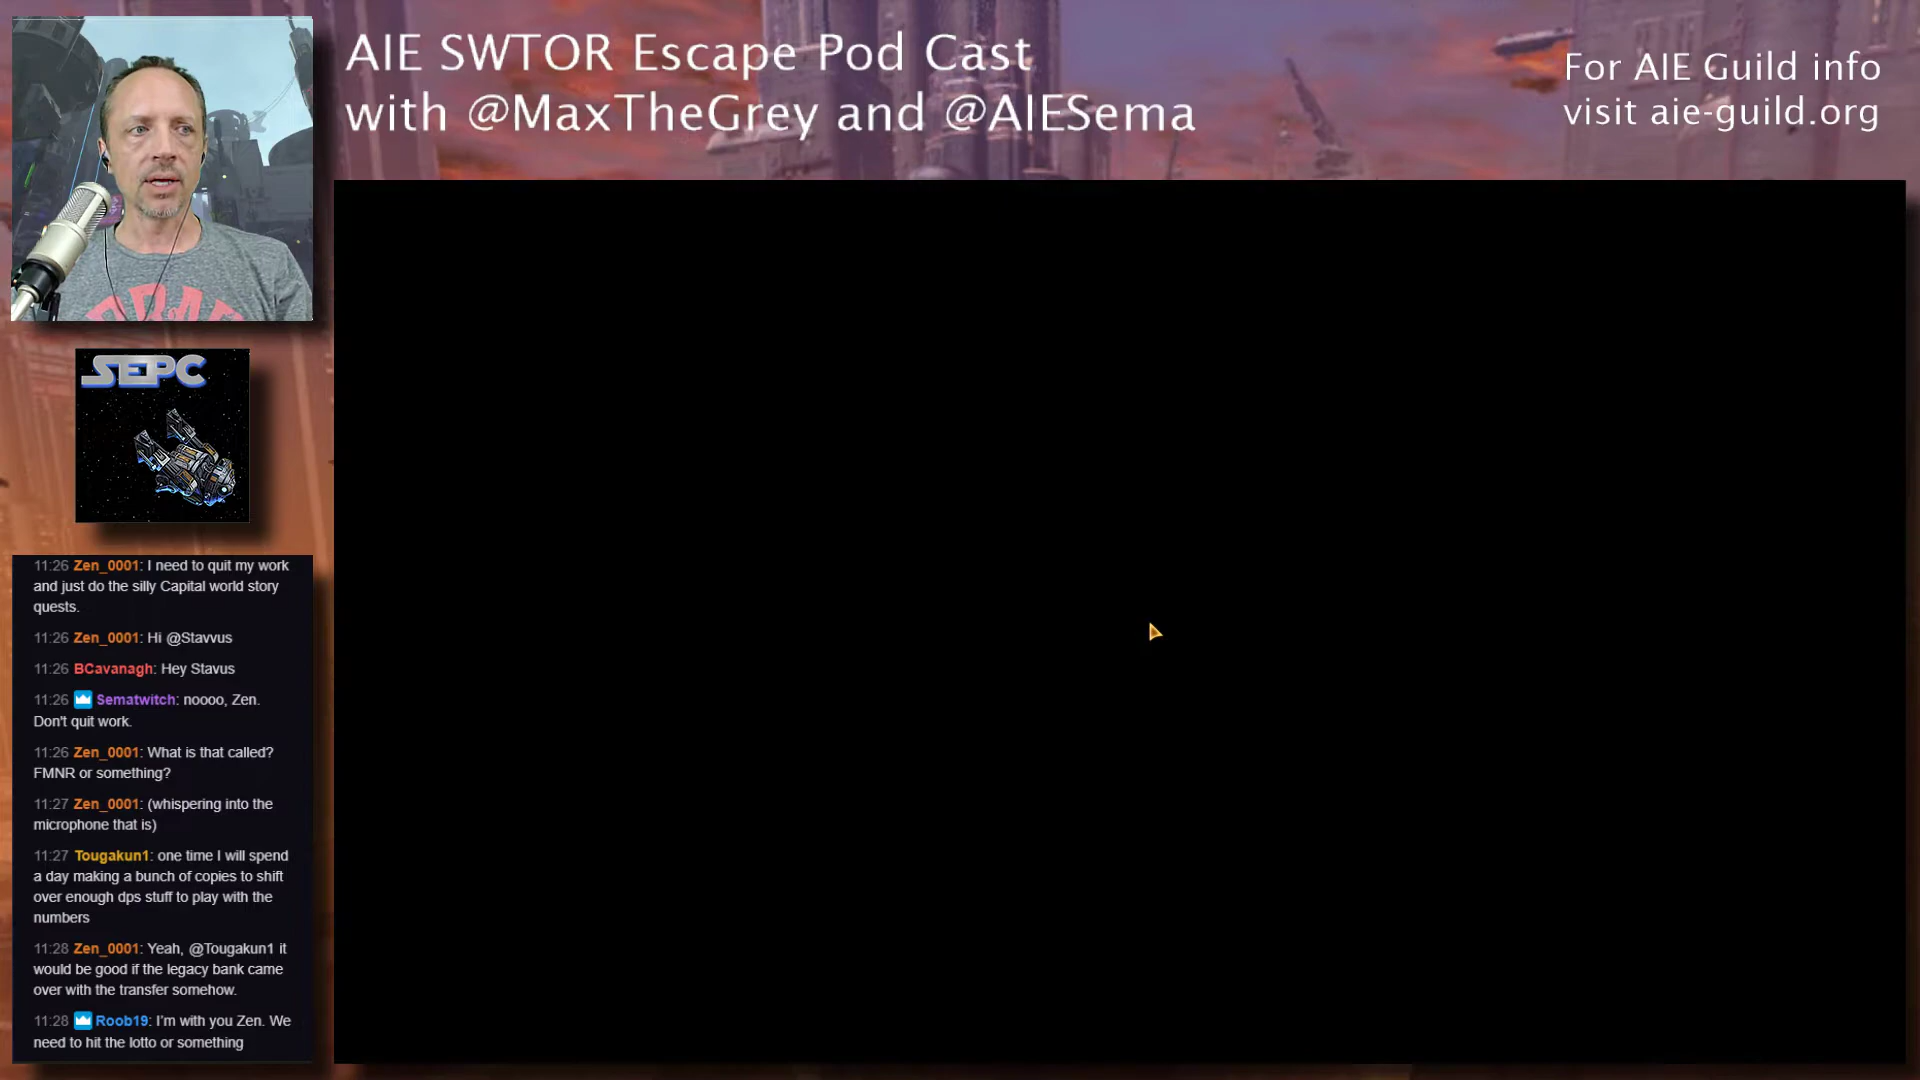 AIE SWTOR Escape Pod Cast
with @MaxTheGrey and @AIESema
For AIE Guild info
visit aie-guild.org
SEPC
11:26 Zen_0001: I need to quit my work
and just do the silly Capital world story
quests.
11:26 Zen_0001: Hi @Stavvus
11:26 BCavanagh: Hey Stavus
11:26 Sematwitch: noooo, Zen.
Don't quit work.
11:26 Zen_0001: What is that called?
FMNR or something?
11:27 Zen_0001: (whispering into the
microphone that is)
11:27 Tougakun1: one time I will spend
a day making a bunch of copies to shift
over enough dps stuff to play with the
numbers
11:28 Zen_0001: Yeah, @Tougakun1 it
would be good if the legacy bank came
over with the transfer somehow.
11:28 Roob19: I'm with you Zen. We
need to hit the lotto or something